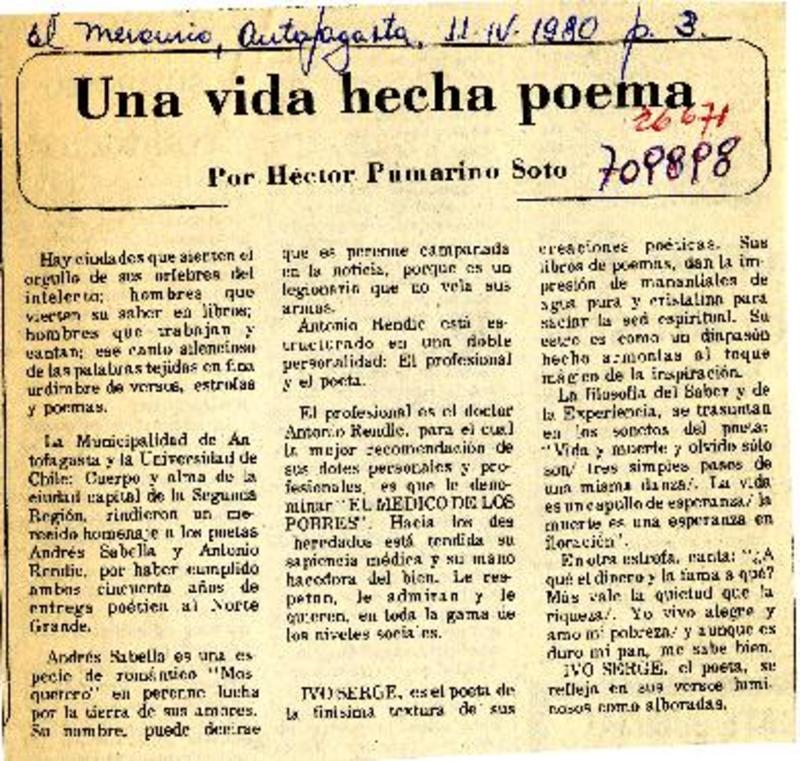 El Mercurio, Antofagasta, 11-IV-1980 p. 3.
Una vida hecha poema
26671
Por Héctor Pumarino Soto
709898
Hay ciudades que sienten el
orgullo de sus orfebres del
intelecto; hombres que
vierten su saber en libros;
hombres que trabajan y
cantan; ese canto silencioso
de las palabras tejidas en fina
urdimbre de versos, estrofas
y poemas.
La Municipalidad de An-
tofagasta y la Universidad de
Chile: Cuerpo y alma de la
ciudad capital de la Segunda
Región, rindieron un me-
recido homenaje a los poetas
Andrés Sabella y Antonio
Rendic, por haber cumplido
ambos cincuenta años de
entrega poética al Norte
Grande.
Andrés Sabella es una es-
pecie de romántico "Mos
quetero" en perenne lucha
por la tierra de sus amores.
Su nombre, puede decirse
que es perenne campanada
en la noticia, porque es un
legionario que no vela sus
armas.
Antonio Rendic está es-
tructurado en una doble
personalidad: El profesional
y el poeta.
El profesional es el doctor
Antonio Rendic, para el cual
la mejor recomendación de
sus dotes personales y pro-
fesionales, es que le deno-
minan "EL MEDICO DE LOS
POBRES". Hacia los des
heredados está tendida su
sapiencia médica y su mano
hacedora del bien. Le res-
petan, le admiran y le
quieren, en toda la gama de
los niveles sociales.
IVO SERGE, es el poeta de
la finísima textura de sus
creaciones poéticas. Sus
libros de poemas, dan la im-
presión de manantiales de
agua pura y cristalina para
saciar la sed espiritual. Su
estro es como un diapasón
hecho armonías al toque
mágico de la inspiración.
La filosofía del Saber y de
la Experiencia, se trasuntan
en los sonetos del poeta:
"Vida y muerte y olvido sólo
son/ tres simples pasos de
una misma danza/. La vida
es un capullo de esperanza/ la
muerte es una esperanza en
floración".
En otra estrofa, canta: "¿A
qué el dinero y la fama a qué?
Más vale la quietud que la
riqueza/. Yo vivo alegre y
amo mi pobreza/ y aunque es
duro mi pan, me sabe bien.
IVO SERGE, el poeta, se
refleja en sus versos lumi-
nosos como alboradas.